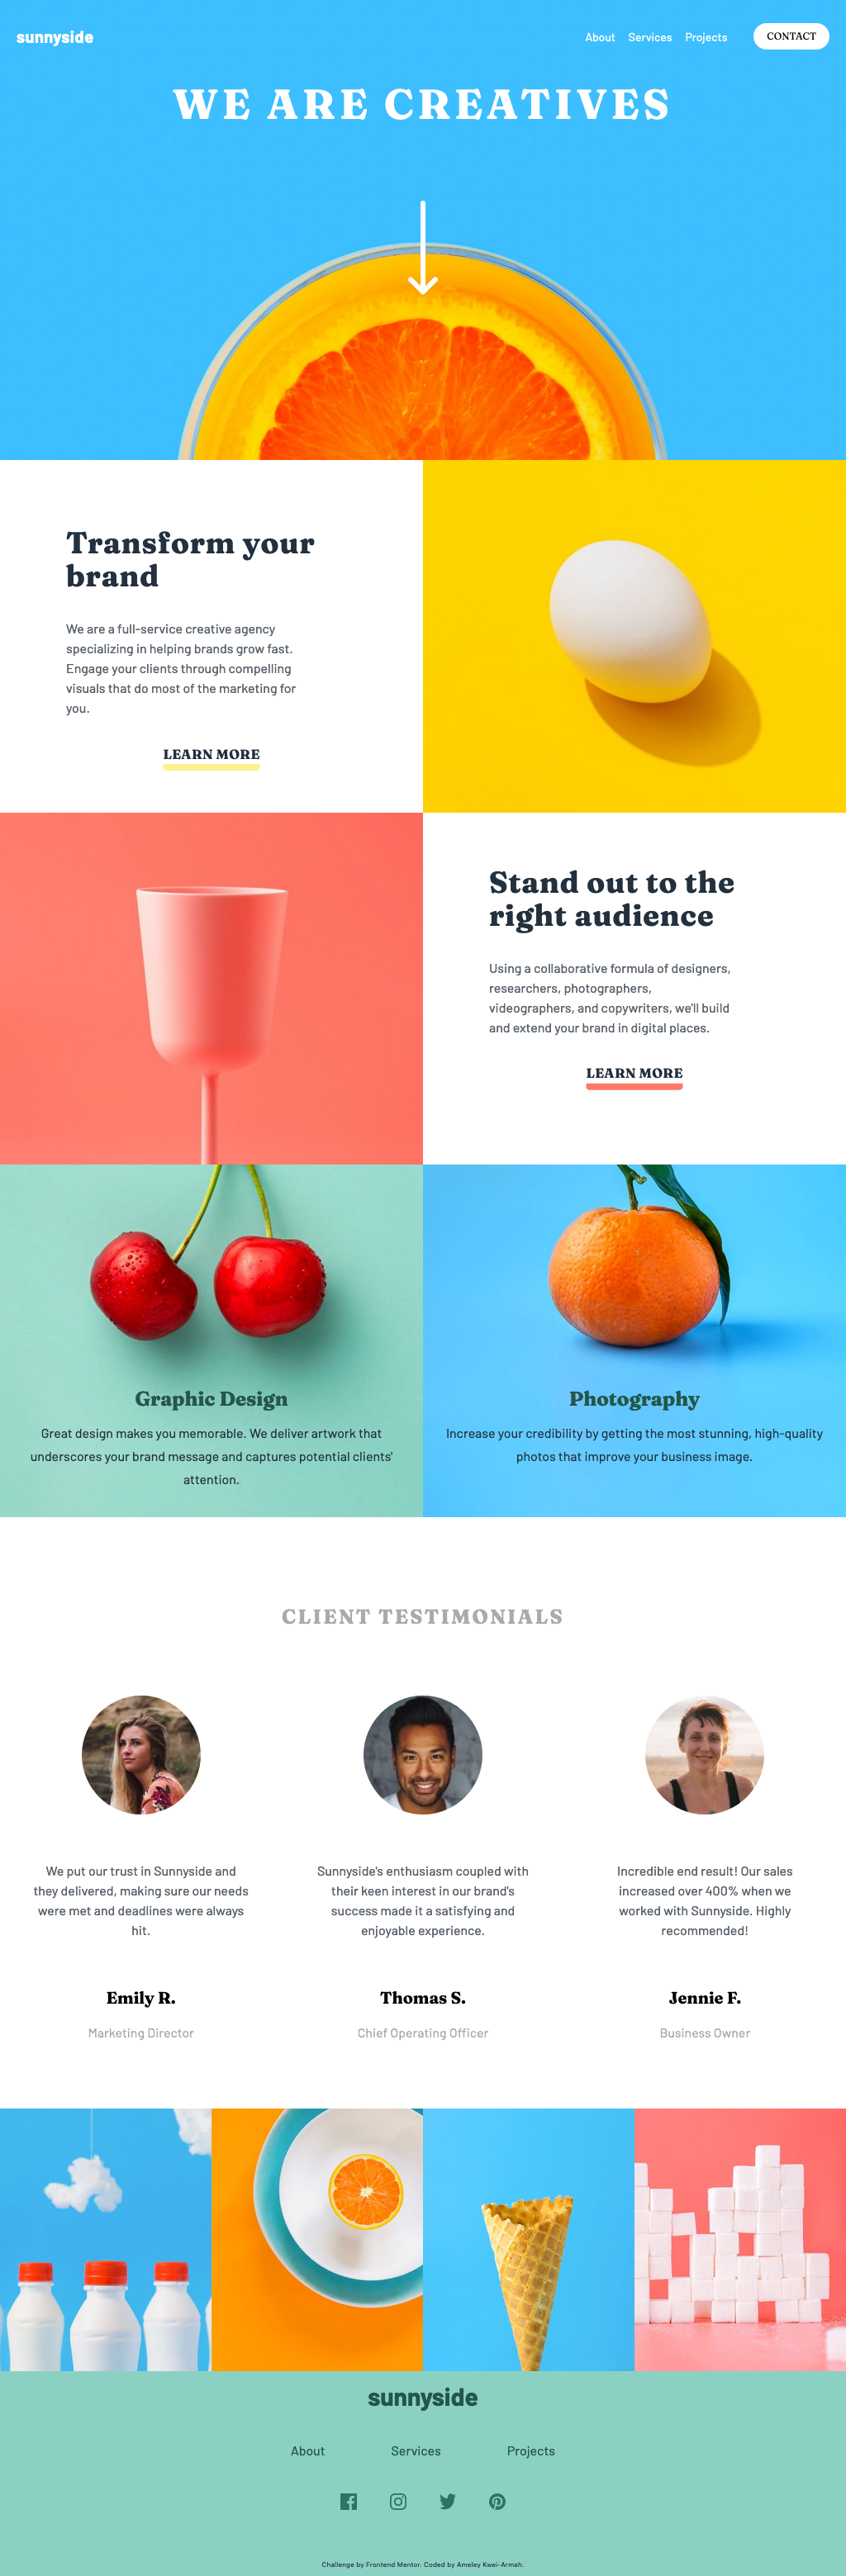 sunnyside
About Services Projects CONTACT
WE ARE CREATIVES
Transform your
brand
We are a full-service creative agency
specializing in helping brands grow fast.
Engage your clients through compelling
visuals that do most of the marketing for
you.
LEARN MORE
Stand out to the
right audience
Using a collaborative formula of designers,
researchers, photographers,
videographers, and copywriters, we'll build
and extend your brand in digital places.
LEARN MORE
Graphic Design
Great design makes you memorable. We deliver artwork that
underscores your brand message and captures potential clients'
attention.
Photography
Increase your credibility by getting the most stunning, high-quality
photos that improve your business image.
CLIENT TESTIMONIALS
We put our trust in Sunnyside and
they delivered, making sure our needs
were met and deadlines were always
hit.
Emily R.
Marketing Director
Sunnyside's enthusiasm coupled with
their keen interest in our brand's
success made it a satisfying and
enjoyable experience.
Thomas S.
Chief Operating Officer
Incredible end result! Our sales
increased over 400% when we
worked with Sunnyside. Highly
recommended!
Jennie F.
Business Owner
sunnyside
About Services Projects
Challenge by Frontend Mentor. Coded by Ameley Kwei-Armah.